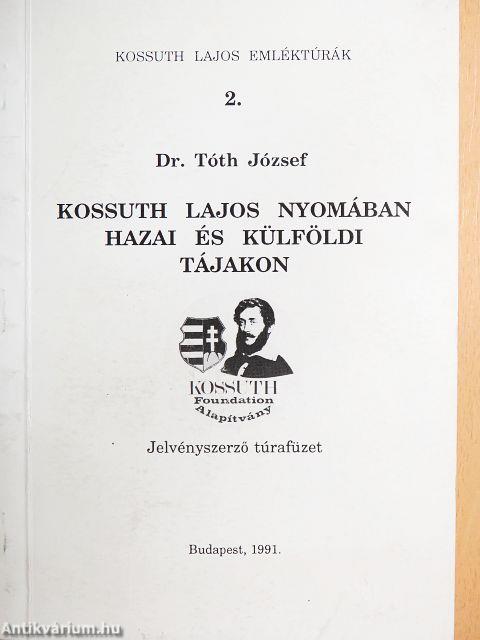 KOSSUTH LAJOS EMLÉKTÚRÁK
2.
Dr. Tóth József
KOSSUTH LAJOS NYOMÁBAN
HAZAI ÉS KÜLFÖLDI
TÁJAKON
KOSSUTH
Foundation
Alapítvány
Jelvényszerző túrafüzet
Budapest, 1991.
Antikvárium.hu